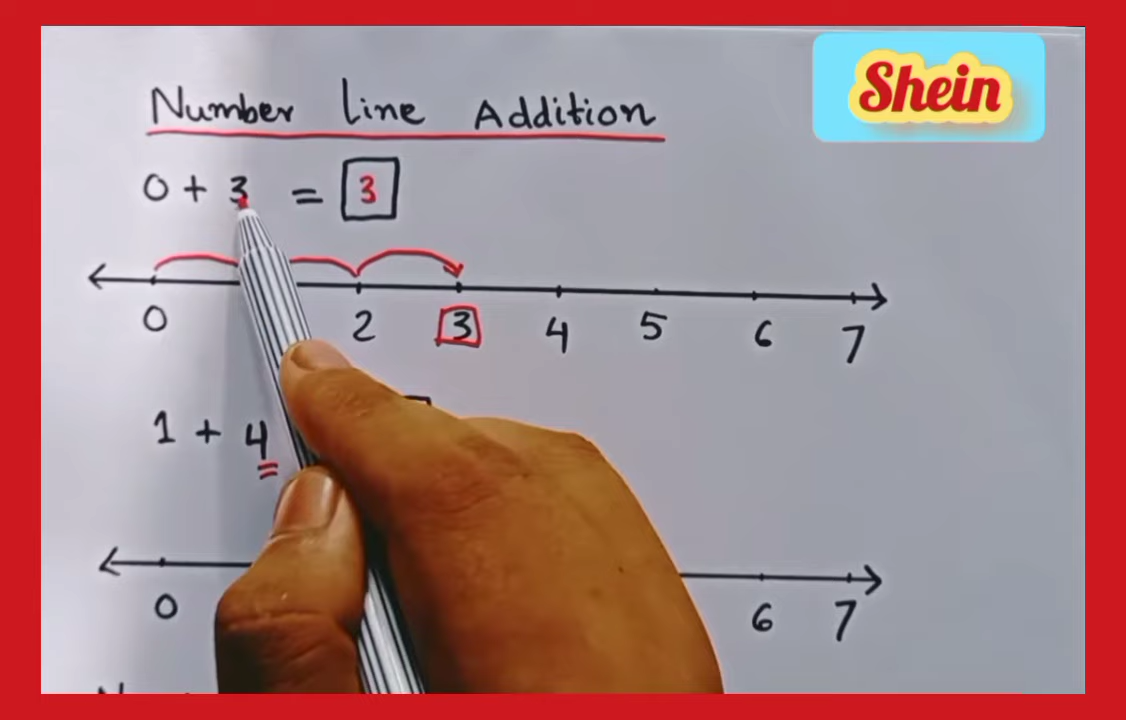 Shein
Number line Addition
0 + 3 = 3
0 2 3 4 5 6 7
1 + 4
0 6 7